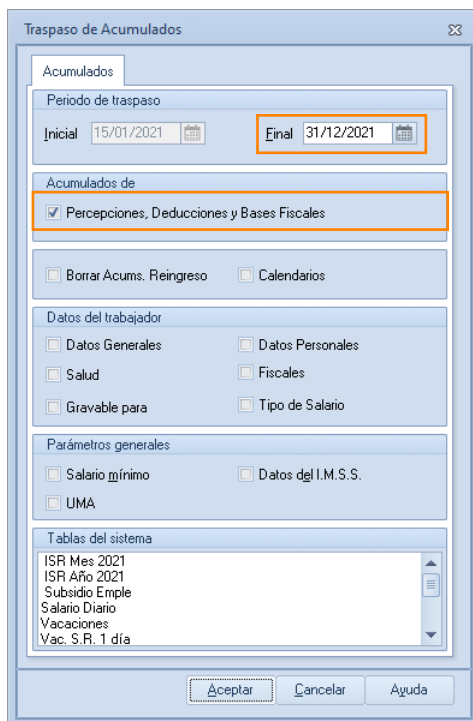 Traspaso de Acumulados
Acumulados
Periodo de traspaso
Inicial 15/01/2021 Final 31/12/2021
Acumulados de
Percepciones, Deducciones y Bases Fiscales
Borrar Acums. Reingreso Calendarios
Datos del trabajador
Datos Generales Datos Personales
Salud Fiscales
Gravable para Tipo de Salario
Parámetros generales
Salario mínimo Datos del I.M.S.S.
UMA
Tablas del sistema
ISR Mes 2021
ISR Año 2021
Subsidio Emple
Salario Diario
Vacaciones
Vac. S.R. 1 día
Aceptar Cancelar Ayuda